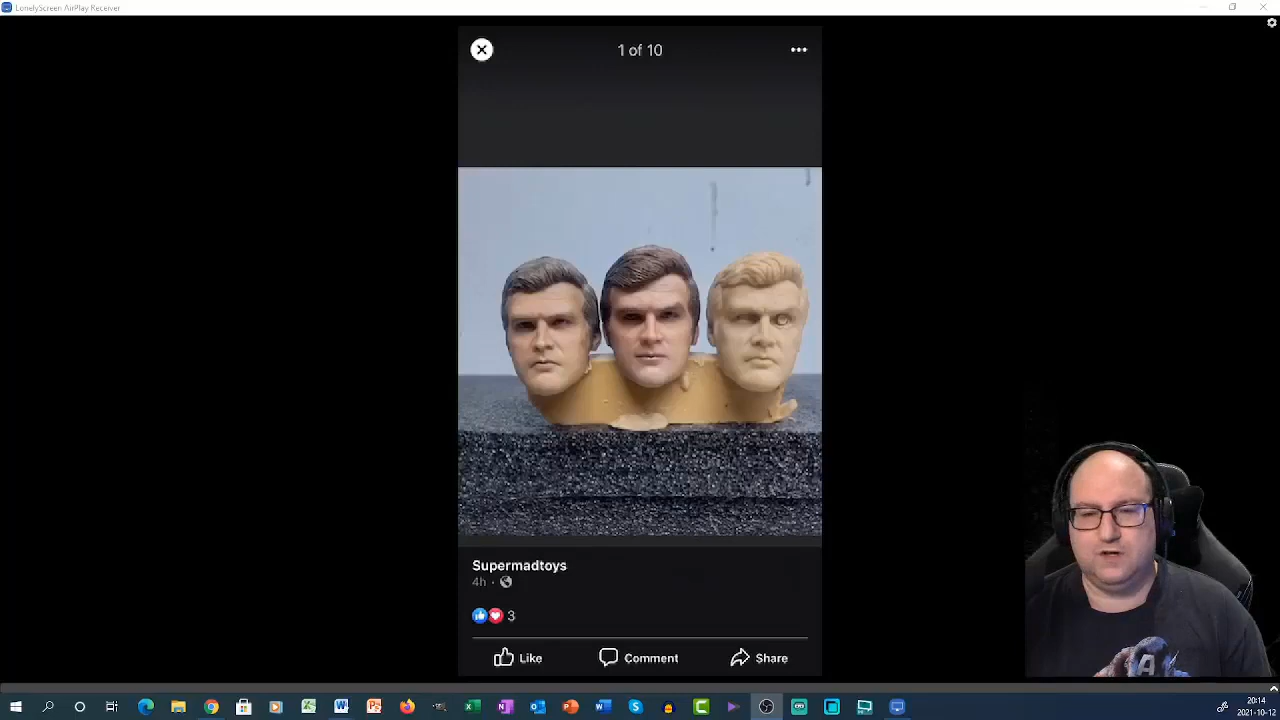 LonelyScreen AirPlay Receiver
1 of 10
Supermadtoys
4h
3
Like
Comment
Share
20:14
2021-10-12